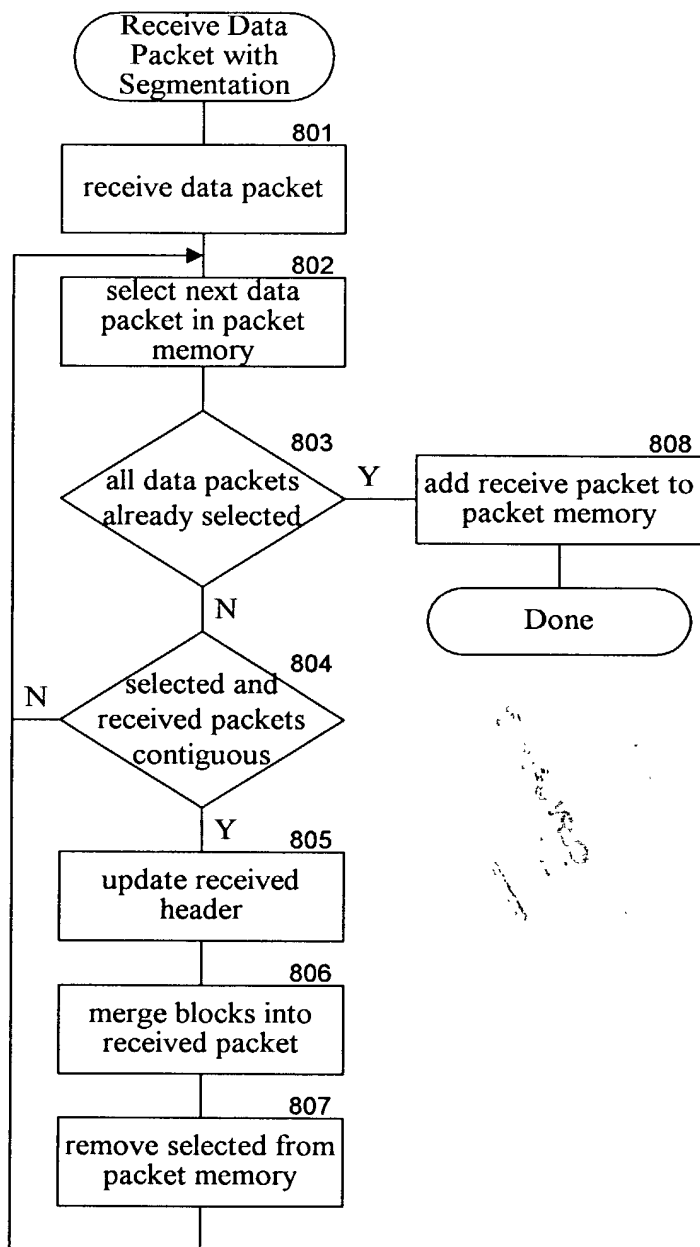 Receive Data
Packet with
Segmentation
801
receive data packet
802
select next data
packet in packet
memory
803
all data packets
already selected
Y
808
add receive packet to
packet memory
N
Done
804
selected and
received packets
contiguous
N
Y
805
update received
header
806
merge blocks into
received packet
807
remove selected from
packet memory